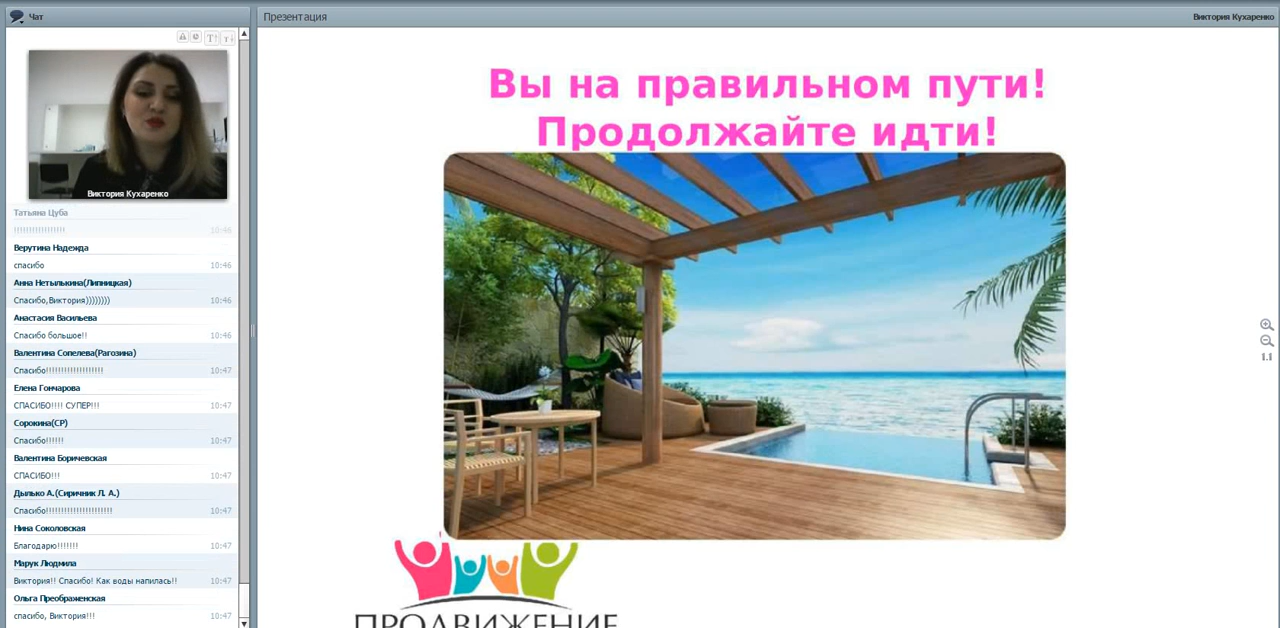 Чат
Презентация
Виктория Кухаренко
T↑ T↓
Виктория Кухаренко
Вы на правильном пути!
Продолжайте идти!
Татьяна Цуба
!!!!!!!!!!!!!!!!! 10:46
Верутина Надежда
спасибо 10:46
Анна Нетылькина(Липницкая)
Спасибо,Виктория)))))))) 10:46
Анастасия Васильева
Спасибо большое!! 10:46
Валентина Сопелева(Рагозина)
Спасибо!!!!!!!!!!!!!!!!!!! 10:47
Елена Гончарова
СПАСИБО!!!! СУПЕР!!! 10:47
Сорокина(СР)
Спасибо!!!!!! 10:47
Валентина Боричевская
СПАСИБО!!! 10:47
Дылько А.(Сиричник Л. А.)
Спасибо!!!!!!!!!!!!!!!!!!!!!! 10:47
Нина Соколовская
Благодарю!!!!!!! 10:47
Марук Людмила
Виктория!! Спасибо! Как воды напилась!! 10:47
Ольга Преображенская
спасибо, Виктория!!! 10:47
1:1
ПРОДВИЖЕНИЕ